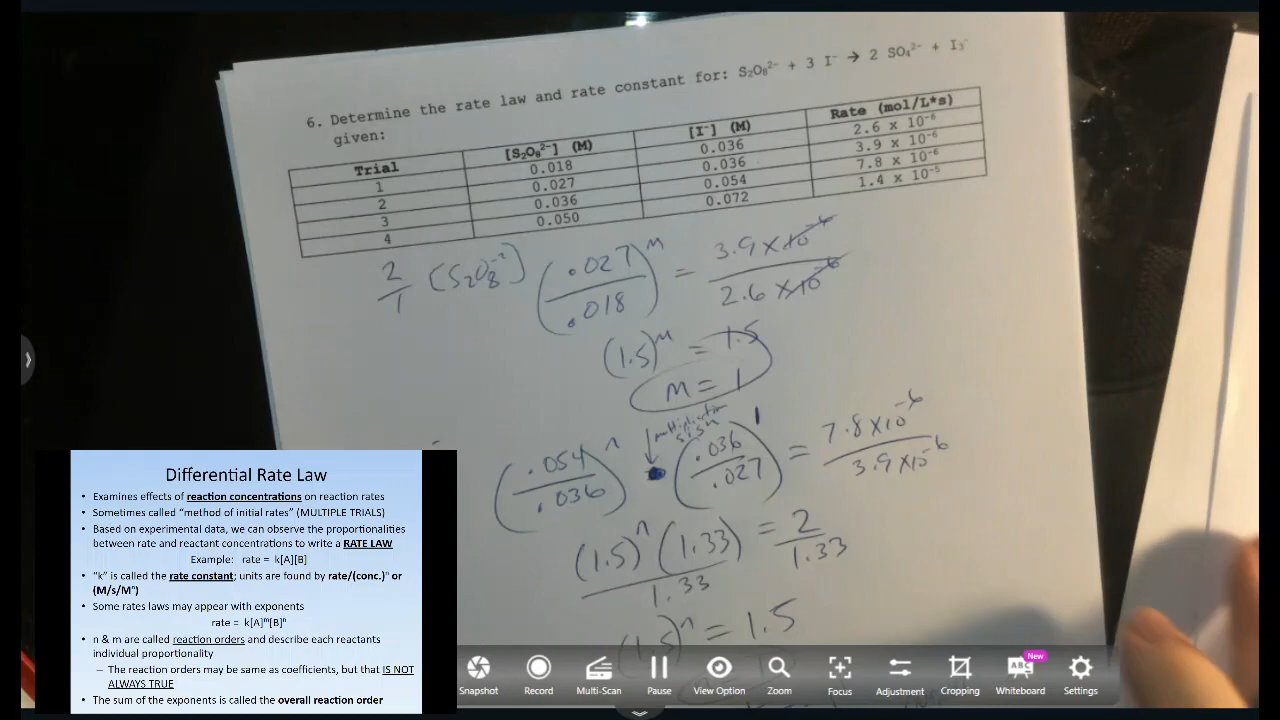 6. Determine the rate law and rate constant for: S₂O₈²⁻ + 3 I⁻ → 2 SO₄²⁻ + I₃⁻
given:
Trial [S₂O₈²⁻] (M) [I⁻] (M) Rate (mol/L*s)
1 0.018 0.036 2.6 x 10⁻⁶
2 0.027 0.036 3.9 x 10⁻⁶
3 0.036 0.054 7.8 x 10⁻⁶
4 0.050 0.072 1.4 x 10⁻⁵
2/1 [S₂O₈⁻²] (.027/.018)ᴹ = 3.9 x 10⁻⁶/2.6 x 10⁻⁶
(1.5)ᴹ = 1.5
M = 1
multiplication
sign
(.054/.036)ⁿ • (.036/.027)¹ = 7.8 x 10⁻⁶/3.9 x 10⁻⁶
(1.5)ⁿ (1.33)/1.33 = 2/1.33
(1.5)ⁿ = 1.5
Differential Rate Law
• Examines effects of reaction concentrations on reaction rates
• Sometimes called “method of initial rates” (MULTIPLE TRIALS)
• Based on experimental data, we can observe the proportionalities
between rate and reactant concentrations to write a RATE LAW
Example: rate = k[A][B]
• “k” is called the rate constant; units are found by rate/(conc.)ⁿ or
(M/s/Mⁿ)
• Some rates laws may appear with exponents
rate = k[A]ᵐ[B]ⁿ
• n & m are called reaction orders and describe each reactants
individual proportionality
– The reaction orders may be same as coefficients, but that IS NOT
ALWAYS TRUE
• The sum of the exponents is called the overall reaction order
Snapshot Record Multi-Scan Pause View Option Zoom Focus Adjustment Cropping New ABC Whiteboard Settings